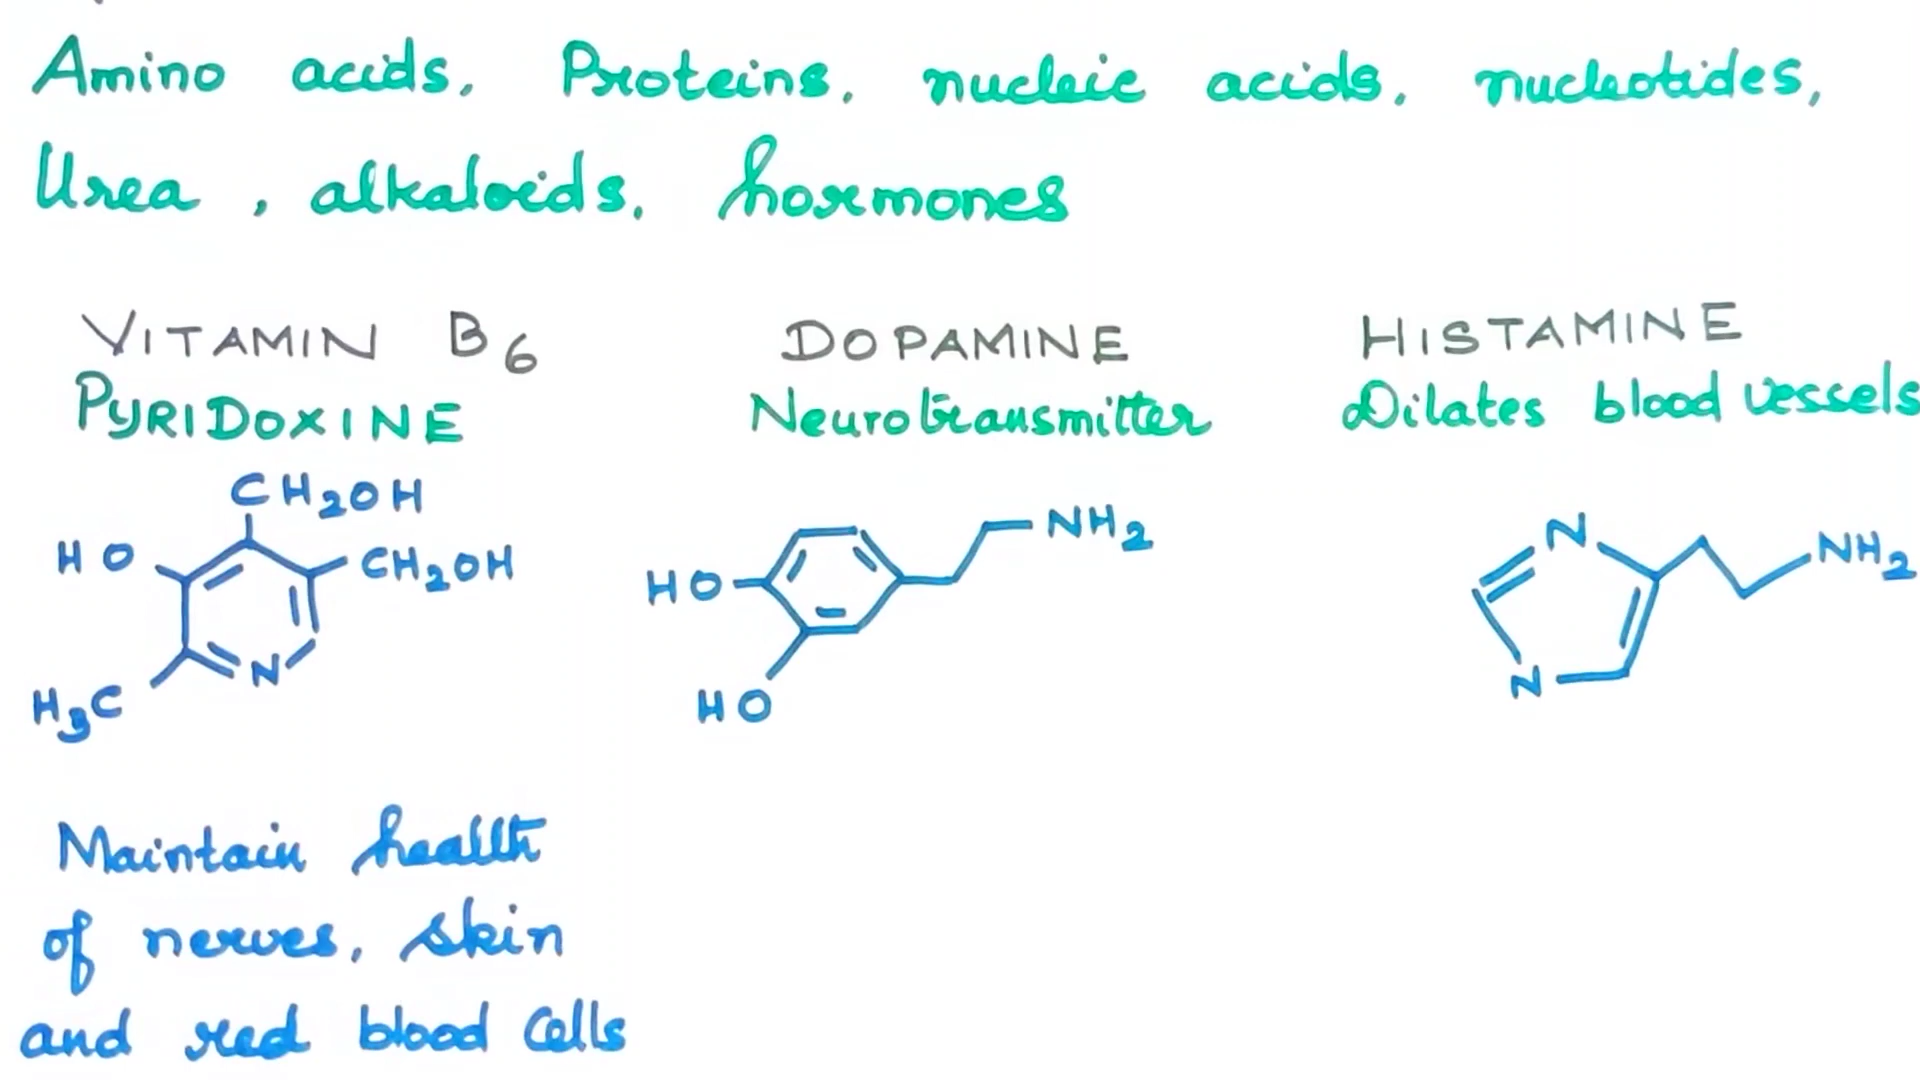 Amino acids, Proteins, nucleic acids, nucleotides,
Urea, alkaloids, hormones
VITAMIN B6
PYRIDOXINE
DOPAMINE
Neurotransmitter
HISTAMINE
Dilates blood vessels
CH2OH
HO
CH2OH
N
H3C
NH2
HO
HO
N
NH2
N
Maintain health
of nerves, skin
and red blood cells